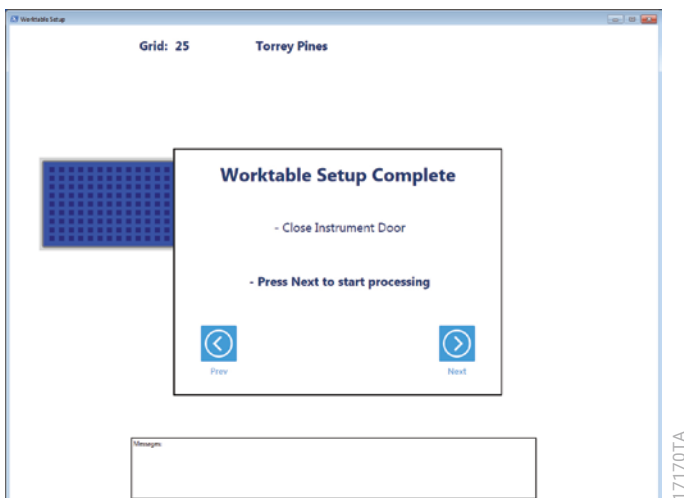 Worktable Setup
Grid: 25 Torrey Pines
Worktable Setup Complete
- Close Instrument Door
- Press Next to start processing
Prev Next
Messages:
17170TA